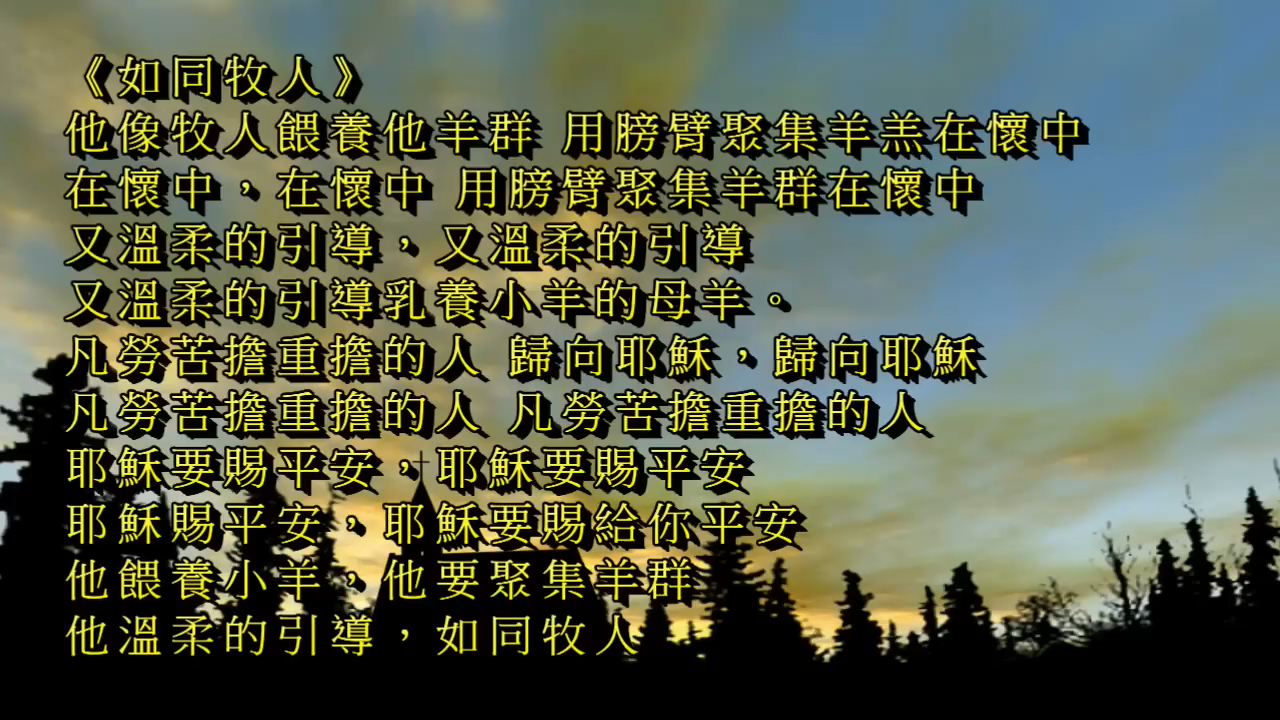 《如同牧人》
他像牧人餵養他羊群 用膀臂聚集羊羔在懷中
在懷中，在懷中 用膀臂聚集羊群在懷中
又溫柔的引導，又溫柔的引導
又溫柔的引導乳養小羊的母羊。
凡勞苦擔重擔的人 歸向耶穌，歸向耶穌
凡勞苦擔重擔的人 凡勞苦擔重擔的人
耶穌要賜平安，耶穌要賜平安
耶穌賜平安，耶穌要賜給你平安
他餵養小羊，他要聚集羊群
他溫柔的引導，如同牧人